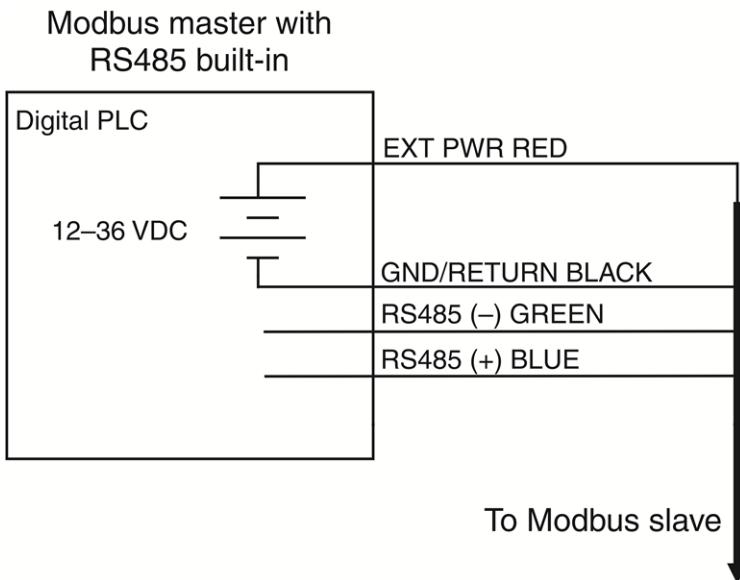 Modbus master with
RS485 built-in
Digital PLC
EXT PWR RED
12–36 VDC
GND/RETURN BLACK
RS485 (–) GREEN
RS485 (+) BLUE
To Modbus slave